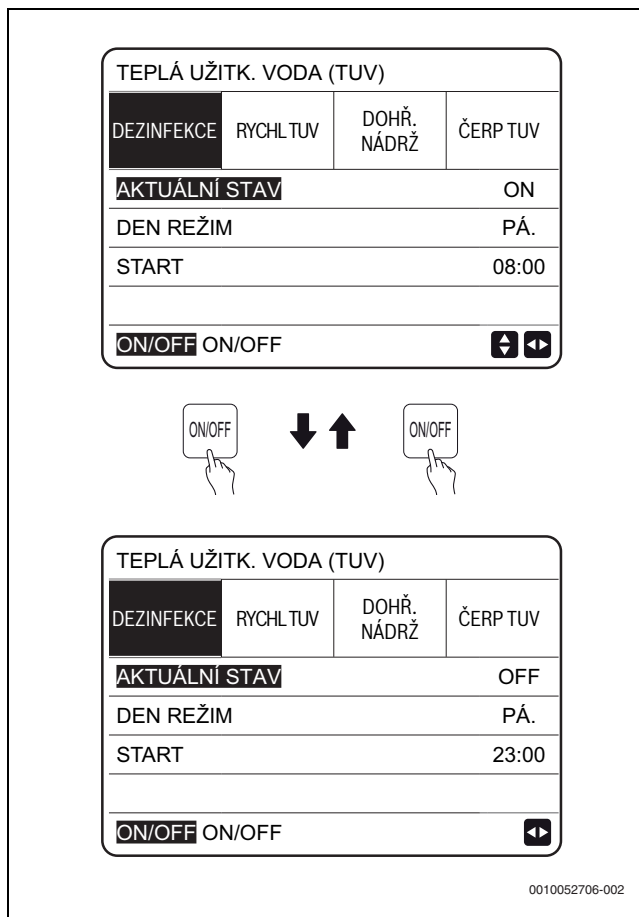 TEPLÁ UŽITK. VODA (TUV)
DEZINFEKCE RYCHL TUV DOHŘ. NÁDRŽ ČERP TUV
AKTUÁLNÍ STAV ON
DEN REŽIM PÁ.
START 08:00
ON/OFF ON/OFF
ON/OFF ON/OFF
TEPLÁ UŽITK. VODA (TUV)
DEZINFEKCE RYCHL TUV DOHŘ. NÁDRŽ ČERP TUV
AKTUÁLNÍ STAV OFF
DEN REŽIM PÁ.
START 23:00
ON/OFF ON/OFF
0010052706-002